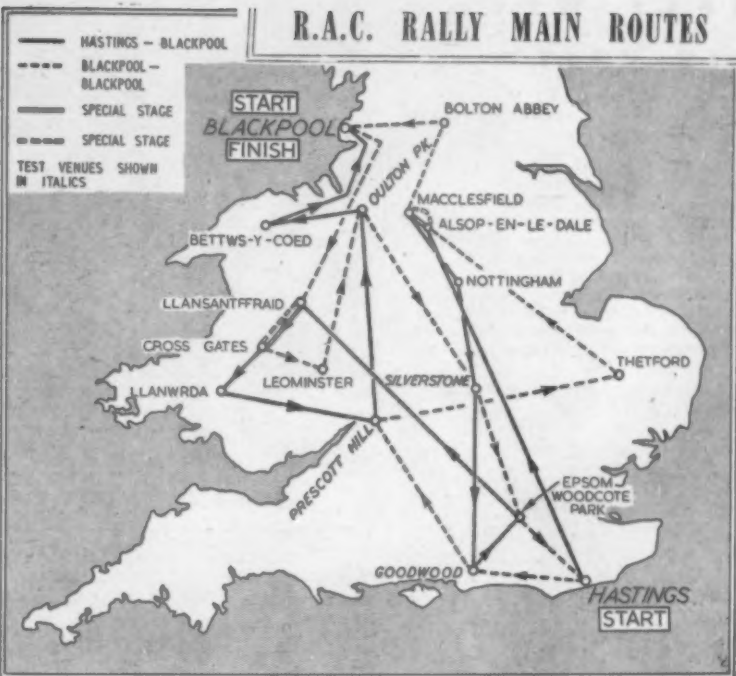 R.A.C. RALLY MAIN ROUTES
HASTINGS – BLACKPOOL
BLACKPOOL –
BLACKPOOL
SPECIAL STAGE
SPECIAL STAGE
TEST VENUES SHOWN
IN ITALICS
START
BLACKPOOL
FINISH
BOLTON ABBEY
OULTON PK.
MACCLESFIELD
ALSOP-EN-LE-DALE
BETTWS-Y-COED
NOTTINGHAM
LLANSANTFFRAID
CROSS GATES
THETFORD
LEOMINSTER
SILVERSTONE
LLANWRDA
PRESCOTT HILL
EPSOM
WOODCOTE
PARK
GOODWOOD
HASTINGS
START